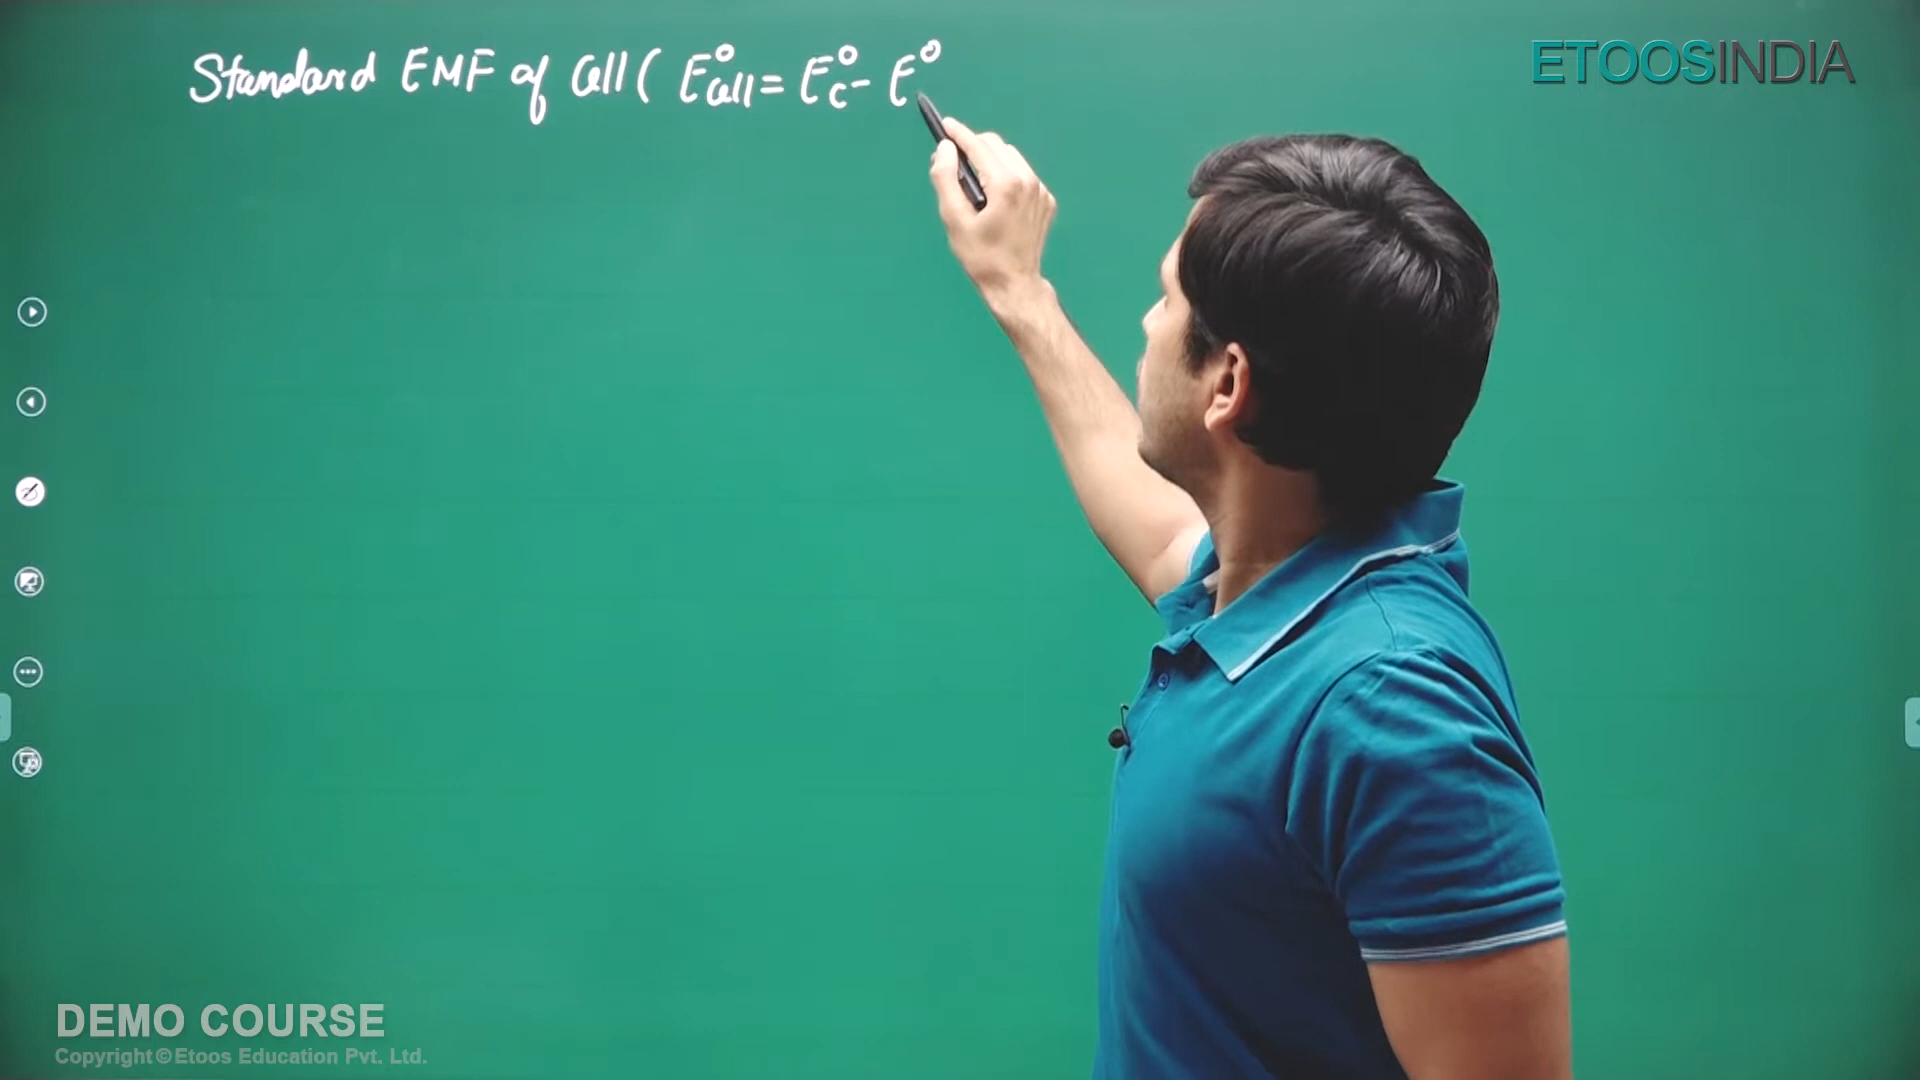 Standard EMF of Cell ( E°cell = E°c - E°
ETOOSINDIA
DEMO COURSE
Copyright © Etoos Education Pvt. Ltd.